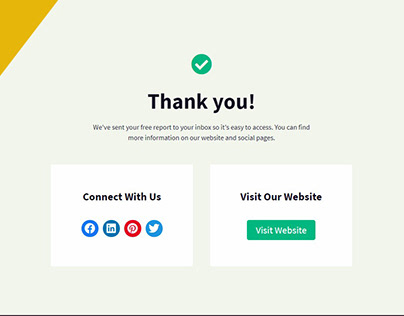 Thank you!
We've sent your free report to your inbox so it's easy to access. You can find
more information on our website and social pages.
Connect With Us
Visit Our Website
Visit Website